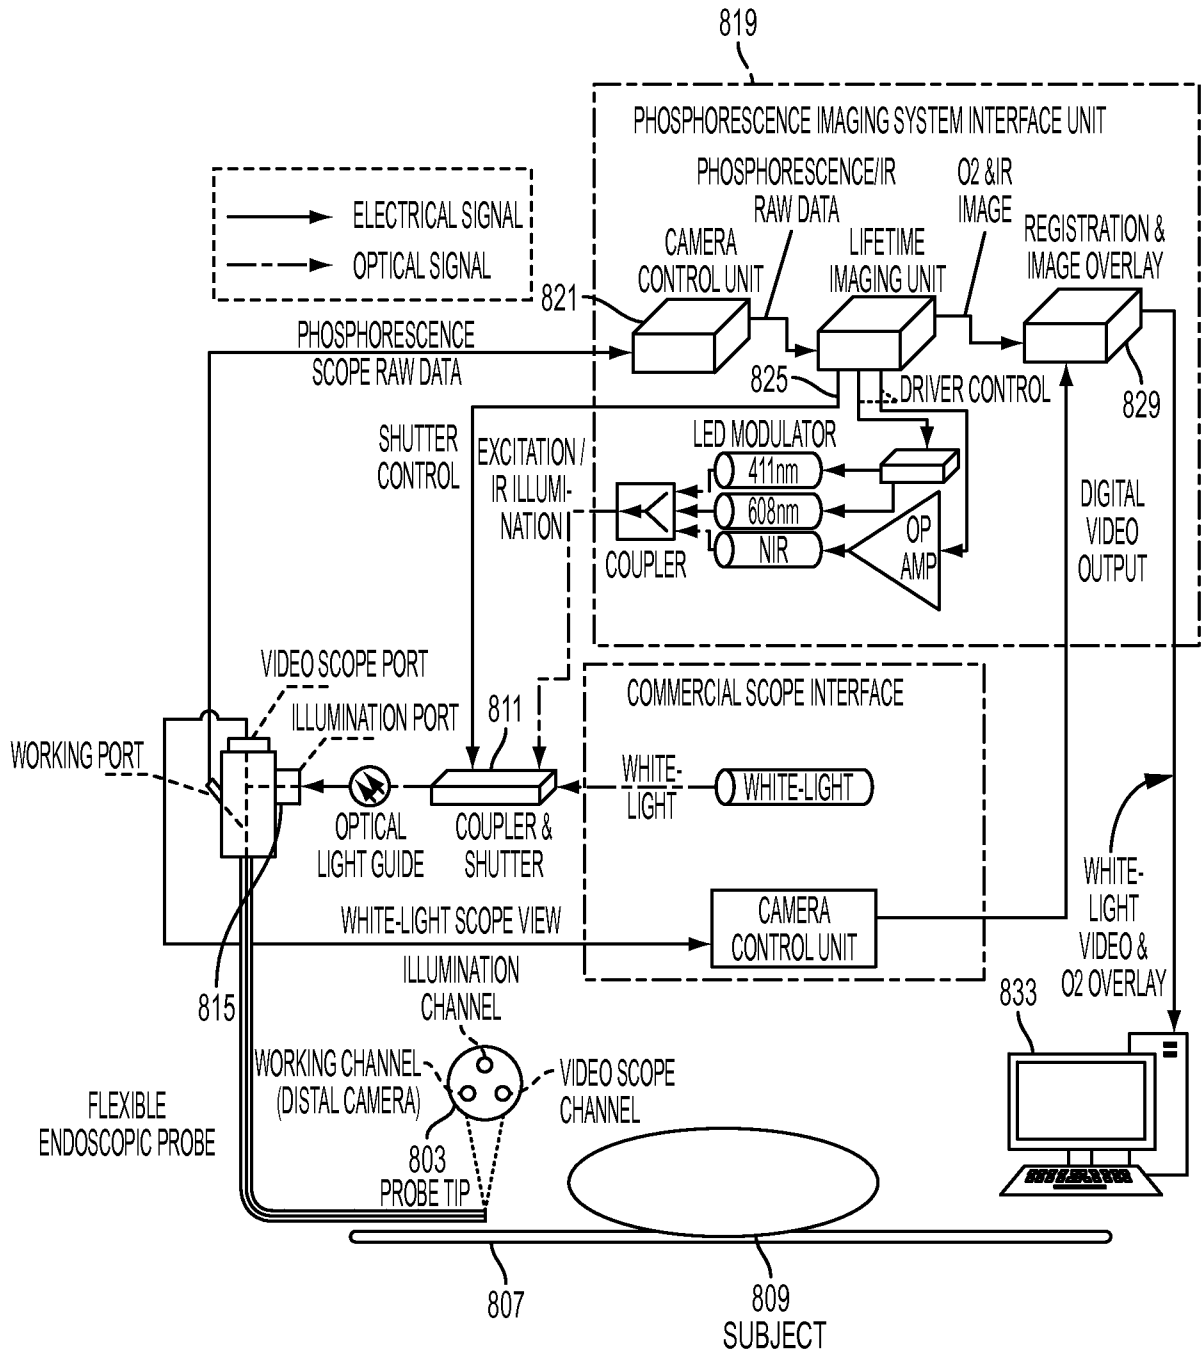 819
PHOSPHORESCENCE IMAGING SYSTEM INTERFACE UNIT
ELECTRICAL SIGNAL
OPTICAL SIGNAL
PHOSPHORESCENCE/IR
RAW DATA
O2 &IR
IMAGE
CAMERA
CONTROL UNIT
LIFETIME
IMAGING UNIT
REGISTRATION &
IMAGE OVERLAY
821
PHOSPHORESCENCE
SCOPE RAW DATA
825
DRIVER CONTROL
829
SHUTTER
CONTROL
EXCITATION /
IR ILLUMI-
NATION
LED MODULATOR
411nm
608nm
NIR
OP
AMP
COUPLER
DIGITAL
VIDEO
OUTPUT
VIDEO SCOPE PORT
ILLUMINATION PORT
WORKING PORT
811
COMMERCIAL SCOPE INTERFACE
WHITE-
LIGHT
WHITE-LIGHT
OPTICAL
LIGHT GUIDE
COUPLER &
SHUTTER
WHITE-LIGHT SCOPE VIEW
CAMERA
CONTROL UNIT
WHITE-
LIGHT
VIDEO &
O2 OVERLAY
815
ILLUMINATION
CHANNEL
WORKING CHANNEL
(DISTAL CAMERA)
VIDEO SCOPE
CHANNEL
833
FLEXIBLE
ENDOSCOPIC PROBE
803
PROBE TIP
807
809
SUBJECT